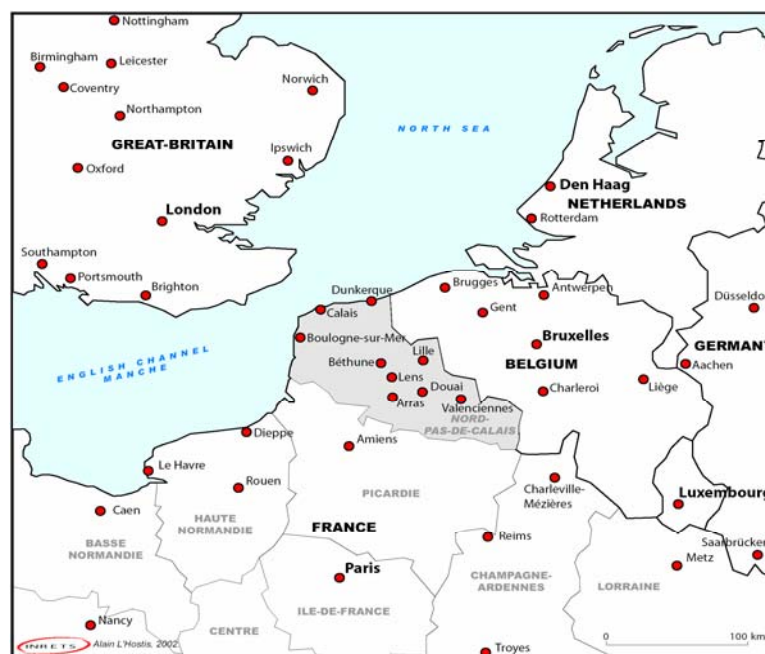 Nottingham
Birmingham
Leicester
Coventry
Norwich
Northampton
NORTH SEA
GREAT-BRITAIN
Ipswich
Oxford
Den Haag
NETHERLANDS
London
Rotterdam
Southampton
Portsmouth
Brighton
Dunkerque
Brugges
Antwerpen
Düsseldo
Calais
Gent
Boulogne-sur-Mer
Bruxelles
GERMANY
Lille
ENGLISH CHANNEL
MANCHE
Béthune
BELGIUM
Aachen
Lens
Liège
Douai
Charleroi
Arras
Valenciennes
NORD-
PAS-DE-CALAIS
Dieppe
Amiens
Le Havre
Rouen
PICARDIE
Charleville-
Mézières
Luxembourg
Caen
HAUTE
NORMANDIE
FRANCE
BASSE
NORMANDIE
Reims
Saarbrücken
Metz
Paris
CHAMPAGNE-
ARDENNES
LORRAINE
ILE-DE-FRANCE
Nancy
CENTRE
INRETS
Alain L'Hostis, 2002.
Troyes
0
100 km